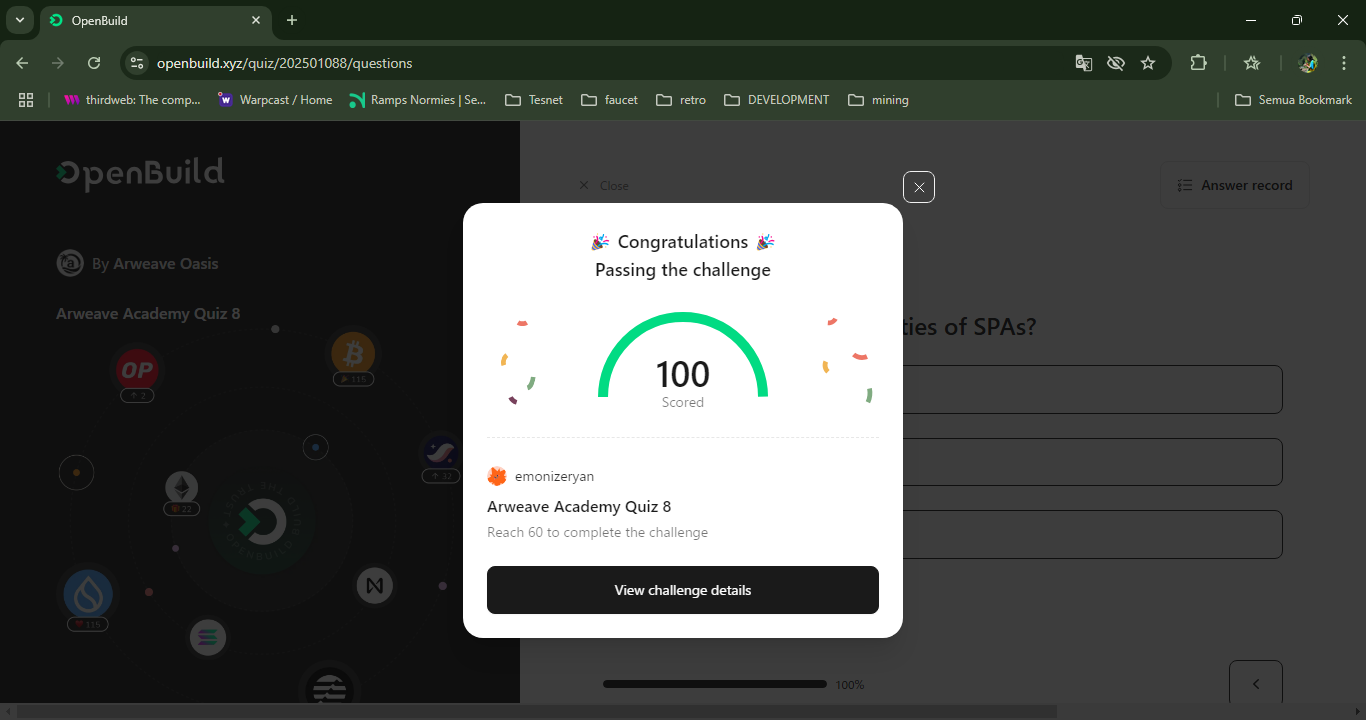 OpenBuild
openbuild.xyz/quiz/202501088/questions
thirdweb: The comp...
Warpcast / Home
Ramps Normies | Se...
Tesnet
faucet
retro
DEVELOPMENT
mining
Semua Bookmark
OpenBuild
By Arweave Oasis
Arweave Academy Quiz 8
OP
2
115
32
22
115
Close
Answer record
ties of SPAs?
Congratulations
Passing the challenge
100
Scored
emonizeryan
Arweave Academy Quiz 8
Reach 60 to complete the challenge
View challenge details
100%